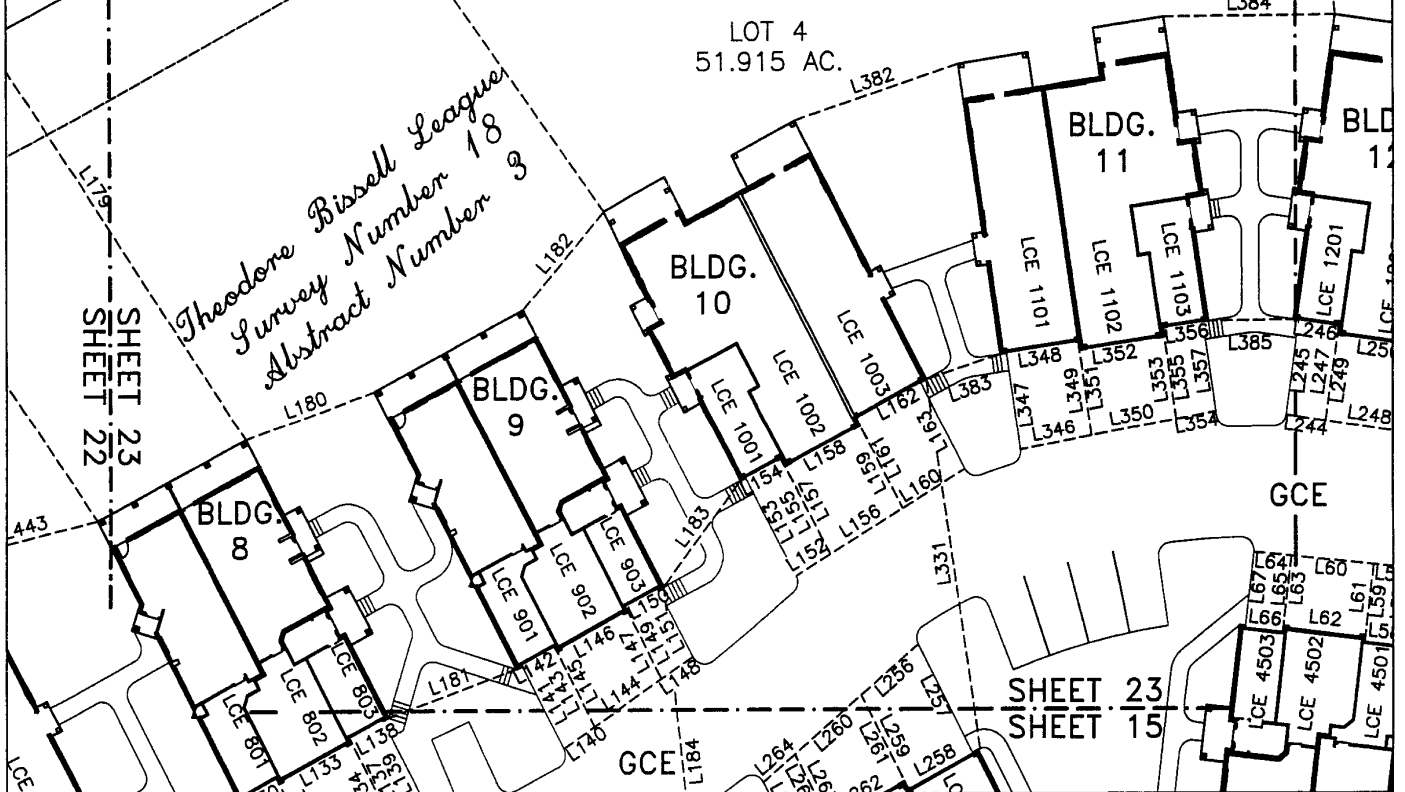 L384
LOT 4
51.915 AC.
L382
Theodore Bissell League
Survey Number 18
Abstract Number 3
L179
BLDG.
11
L182
BLDG.
10
LCE 1101
LCE 1102
LCE 1103
LCE 1201
LCE 1003
LCE 1002
LCE 1001
SHEET 23
SHEET 22
L180
BLDG.
9
L356
L385
L246
L348
L352
L383
L162
L347
L349
L351
L353
L355
L357
L245
L247
L249
L346
L350
L354
L244
L248
L158
L163
L161
L159
L160
154
L153
L155
L157
L156
L152
L183
443
BLDG.
8
GCE
L331
LCE 903
LCE 902
LCE 901
L150
L146
L142
L147
L149
L151
L148
L144
L141
L143
L145
L140
L181
L64
L60
L67
L65
L63
L61
L59
L66
L62
LCE 4503
LCE 4502
LCE 4501
L256
SHEET 23
SHEET 15
LCE 803
LCE 802
LCE 801
L138
L133
L139
GCE
L184
L264
L260
L261
L259
L258
LCE